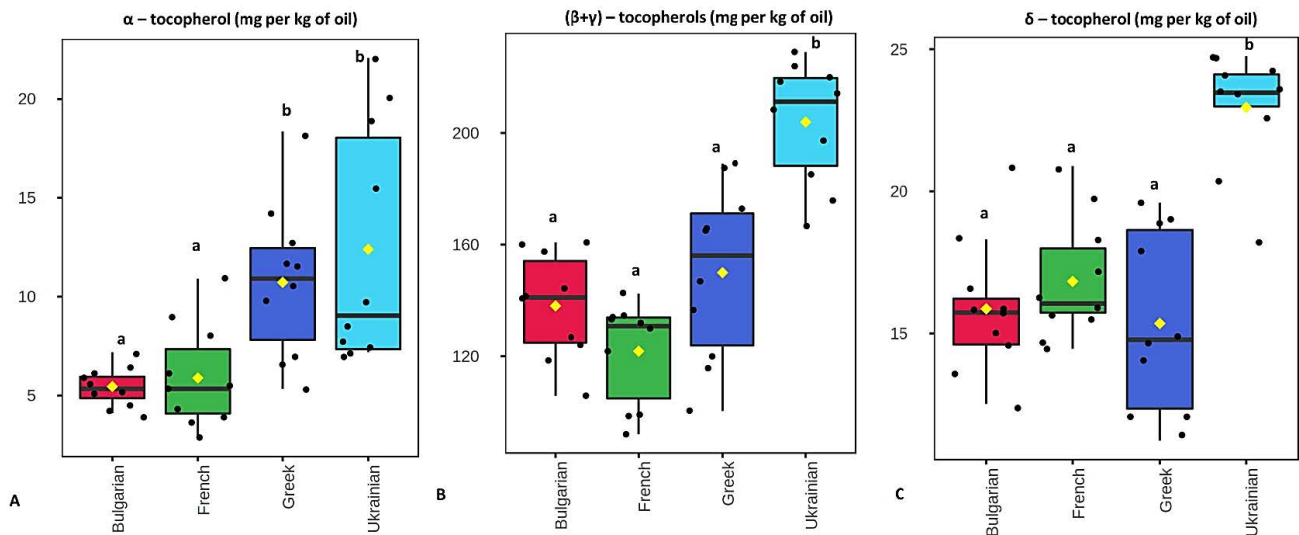 α – tocopherol (mg per kg of oil)
20
15
10
5
a
a
b
b
Bulgarian
French
Greek
Ukrainian
A
(β+γ) – tocopherols (mg per kg of oil)
200
160
120
a
a
a
b
Bulgarian
French
Greek
Ukrainian
B
δ – tocopherol (mg per kg of oil)
25
20
15
a
a
a
b
Bulgarian
French
Greek
Ukrainian
C